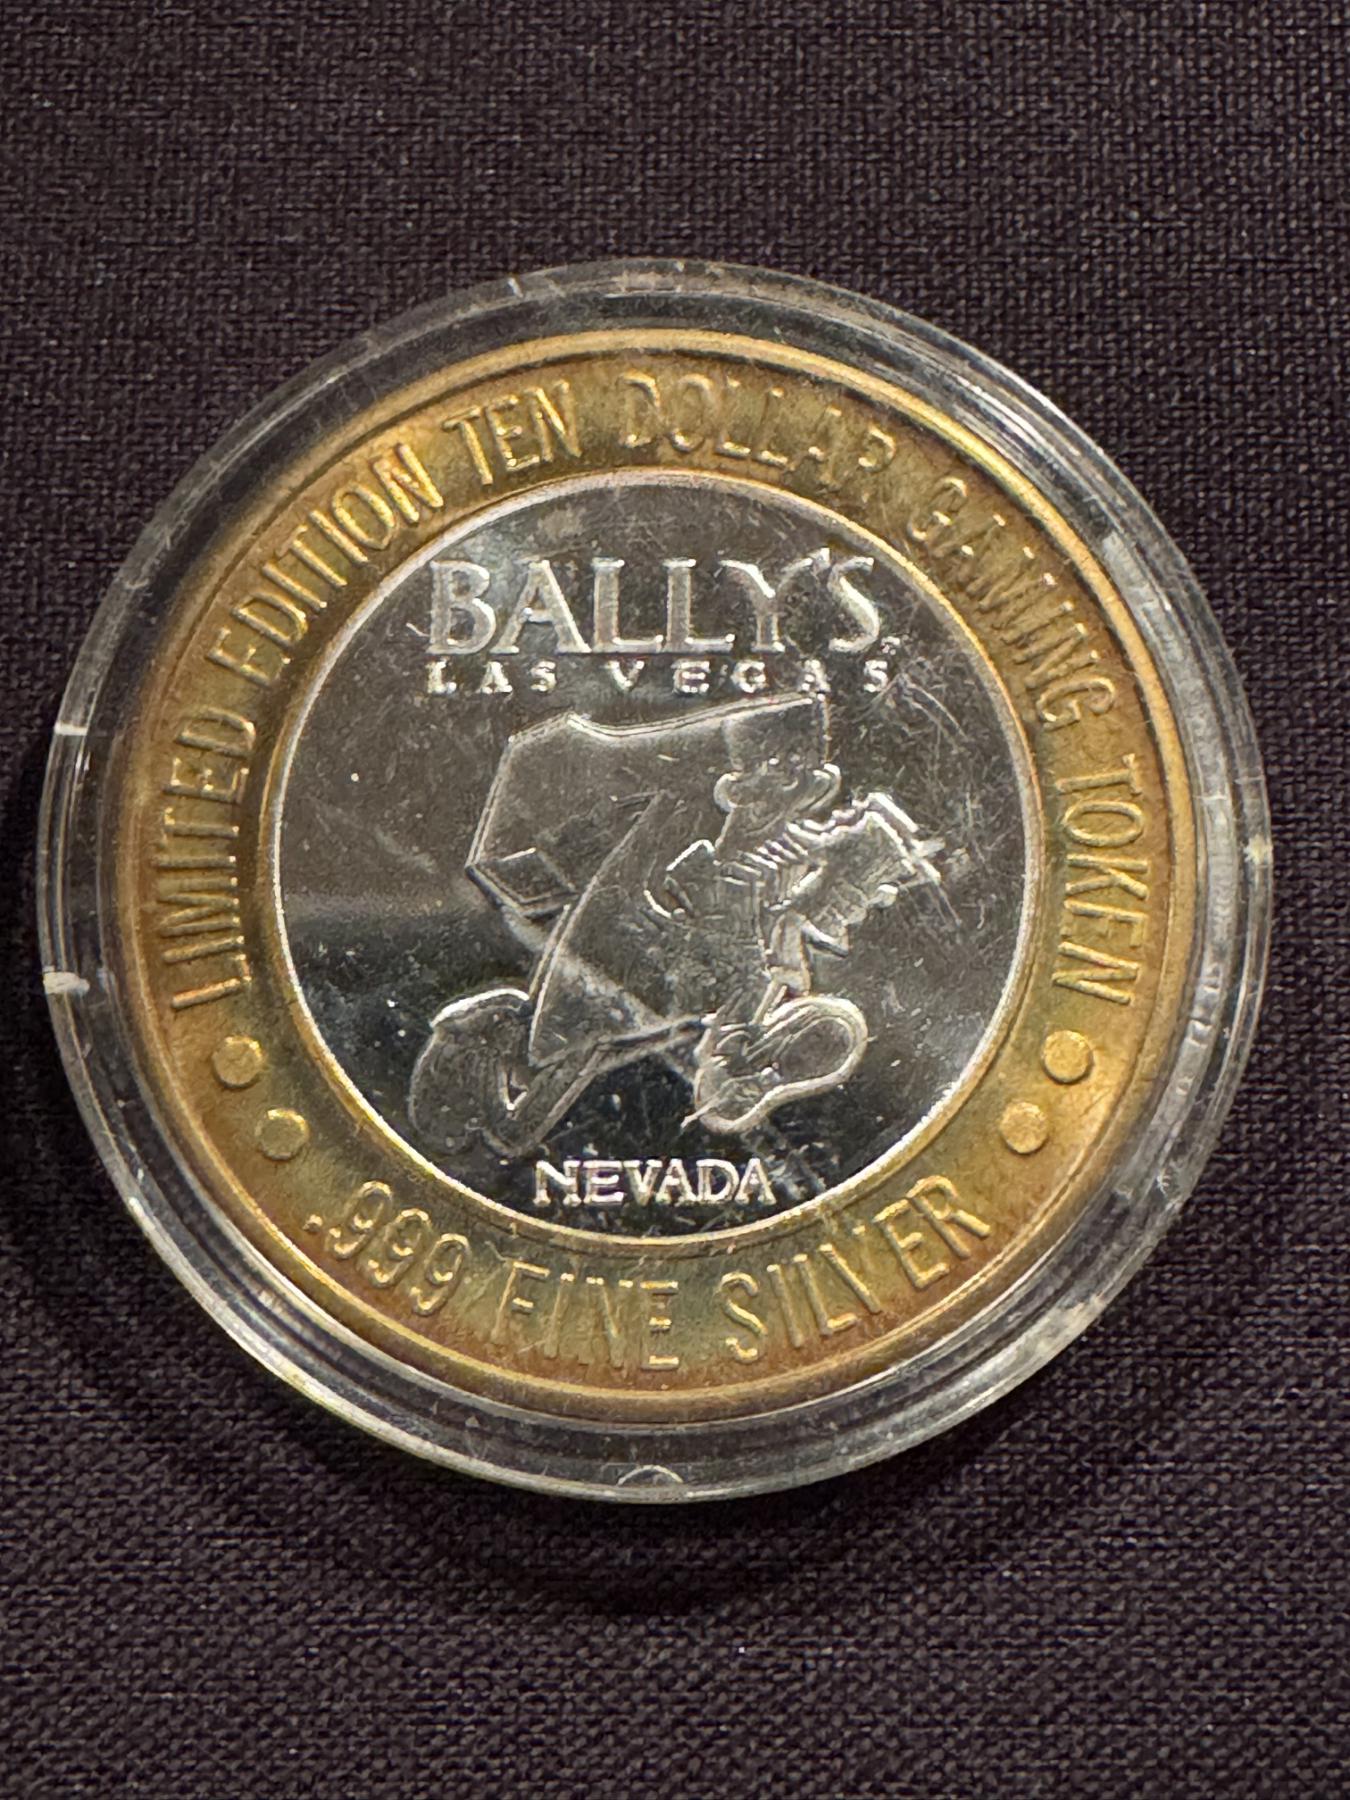 LIMITED EDITION TEN DOLLAR GAMING TOKEN
BALLY'S
LAS VEGAS
NEVADA
.999 FINE SILVER